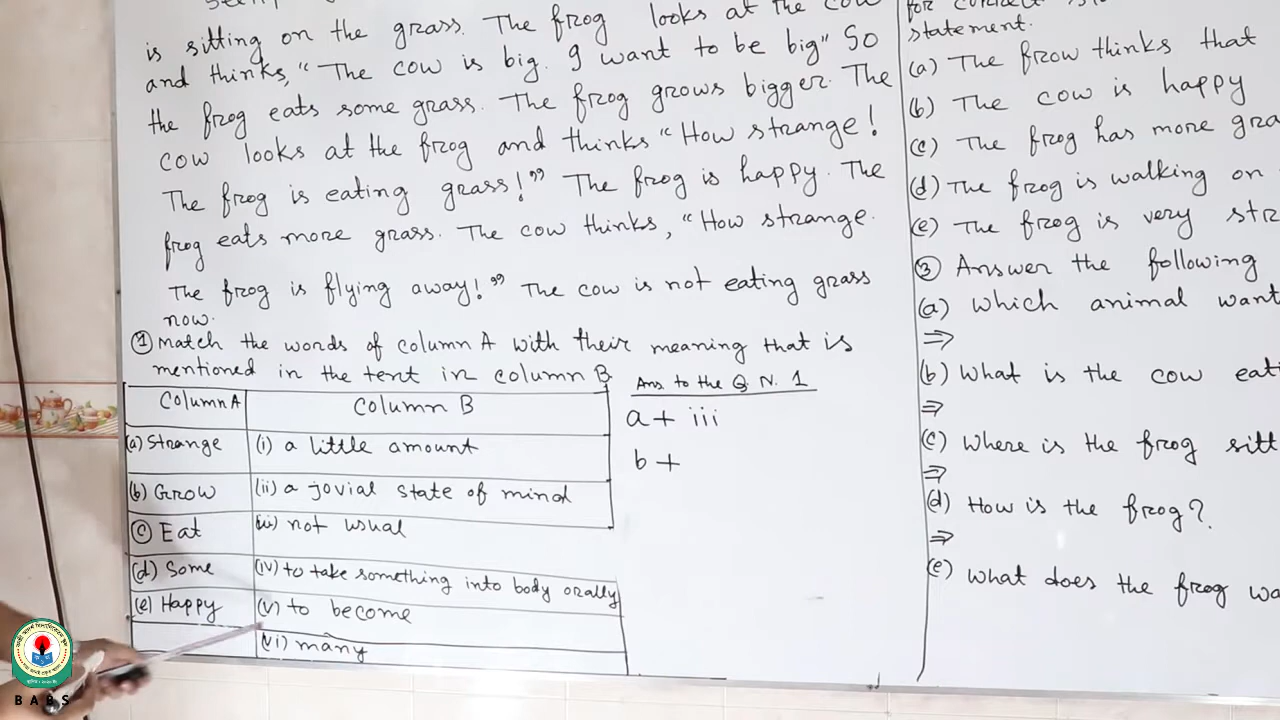 is sitting on the grass. The frog looks at the cow
and thinks, "The cow is big. I want to be big" So
the frog eats some grass. The frog grows bigger. The
cow looks at the frog and thinks "How strange!
The frog is eating grass!" The frog is happy. The
frog eats more grass. The cow thinks, "How strange.
The frog is flying away!" The cow is not eating grass
now.
① Match the words of column A with their meaning that is
mentioned in the text in column B
Column A Column B
(a) Strange (i) a little amount
(b) Grow (ii) a jovial state of mind
(c) Eat (iii) not usual
(d) Some (iv) to take something into body orally
(e) Happy (v) to become
(vi) many
Ans to the Q. N. 1
a + iii
b +
for correct
statement.
(a) The frow thinks that
(b) The cow is happy
(c) The frog has more
(d) The frog is walking on
(e) The frog is very
③ Answer the following
(a) Which animal want
⇒
(b) What is the cow eati
⇒
(c) Where is the frog sitt
⇒
(d) How is the frog?
⇒
(e) What does the frog wa
BABS